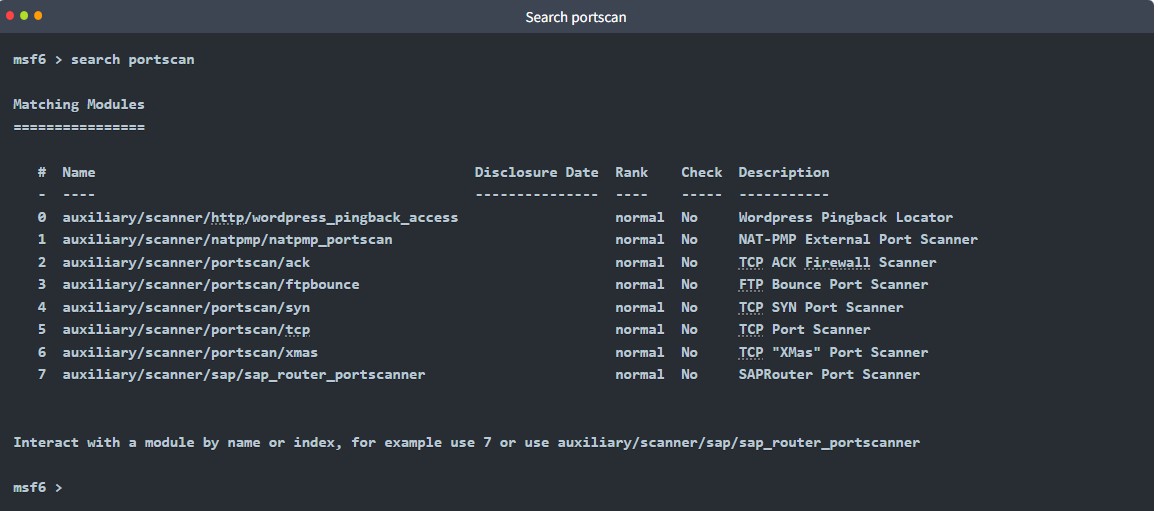 Search portscan
msf6 > search portscan
Matching Modules
================
# Name Disclosure Date Rank Check Description
- ---- --------------- ---- ----- -----------
0 auxiliary/scanner/http/wordpress_pingback_access normal No Wordpress Pingback Locator
1 auxiliary/scanner/natpmp/natpmp_portscan normal No NAT-PMP External Port Scanner
2 auxiliary/scanner/portscan/ack normal No TCP ACK Firewall Scanner
3 auxiliary/scanner/portscan/ftpbounce normal No FTP Bounce Port Scanner
4 auxiliary/scanner/portscan/syn normal No TCP SYN Port Scanner
5 auxiliary/scanner/portscan/tcp normal No TCP Port Scanner
6 auxiliary/scanner/portscan/xmas normal No TCP "XMas" Port Scanner
7 auxiliary/scanner/sap/sap_router_portscanner normal No SAPRouter Port Scanner
Interact with a module by name or index, for example use 7 or use auxiliary/scanner/sap/sap_router_portscanner
msf6 >